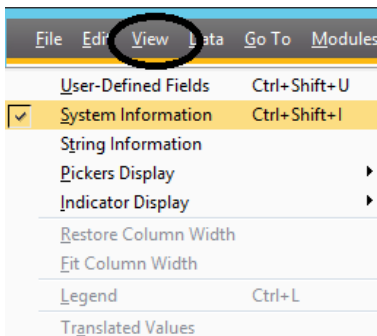 File Edit View Data Go To Modules
User-Defined Fields Ctrl+Shift+U
System Information Ctrl+Shift+I
String Information
Pickers Display
Indicator Display
Restore Column Width
Fit Column Width
Legend Ctrl+L
Translated Values